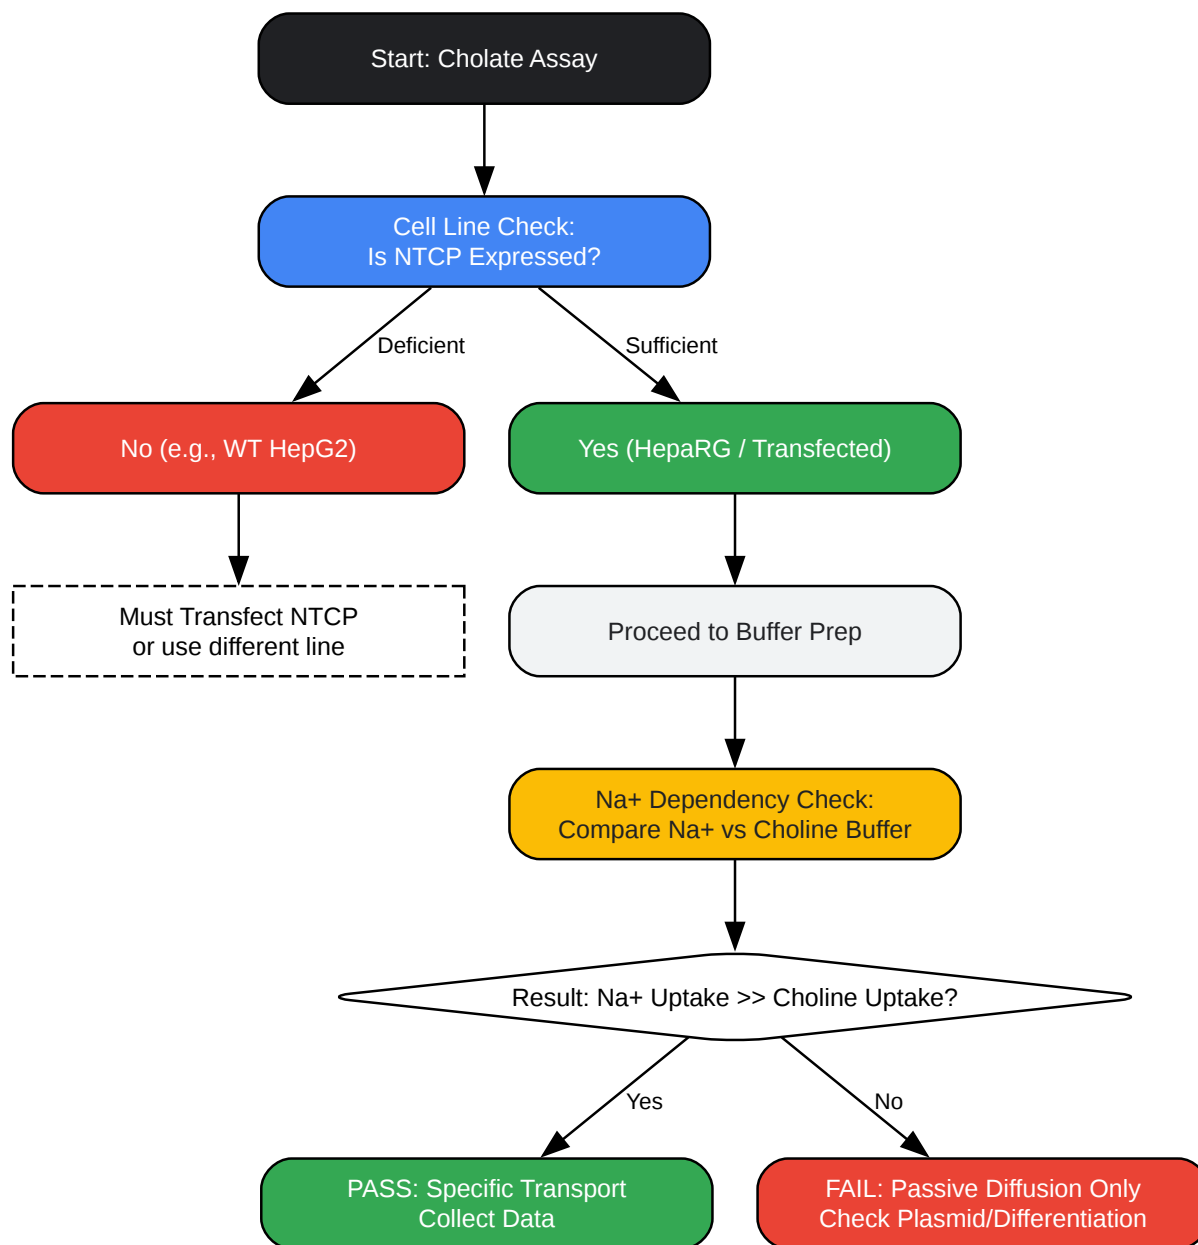 Start: Cholate Assay
Cell Line Check:
Is NTCP Expressed?
Deficient
Sufficient
No (e.g., WT HepG2)
Yes (HepaRG / Transfected)
Must Transfect NTCP
or use different line
Proceed to Buffer Prep
Na+ Dependency Check:
Compare Na+ vs Choline Buffer
Result: Na+ Uptake >> Choline Uptake?
Yes
No
PASS: Specific Transport
Collect Data
FAIL: Passive Diffusion Only
Check Plasmid/Differentiation